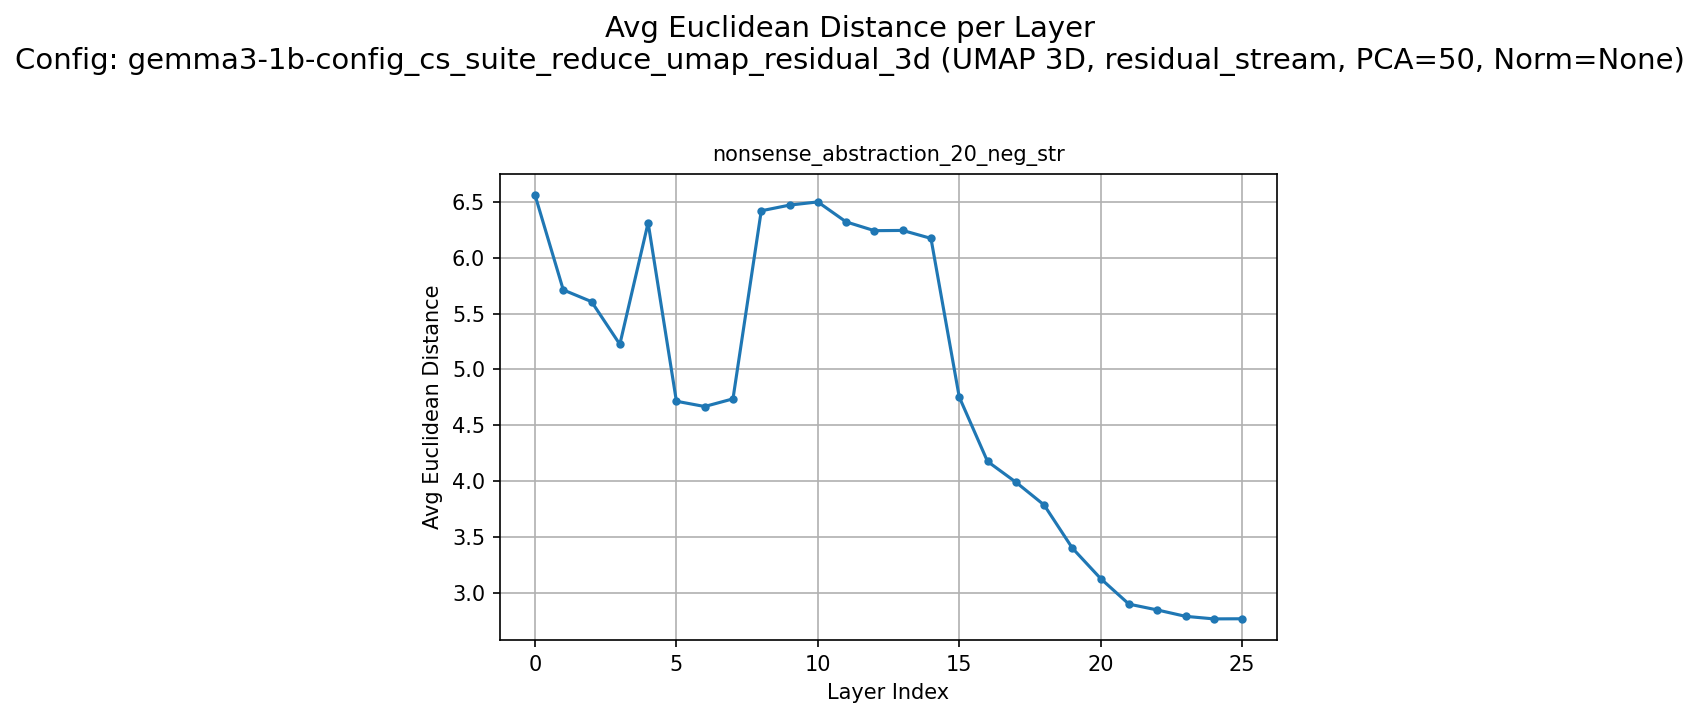 Avg Euclidean Distance per Layer
Config: gemma3-1b-config_cs_suite_reduce_umap_residual_3d (UMAP 3D, residual_stream, PCA=50, Norm=None)
nonsense_abstraction_20_neg_str
Avg Euclidean Distance
6.5
6.0
5.5
5.0
4.5
4.0
3.5
3.0
0 5 10 15 20 25
Layer Index